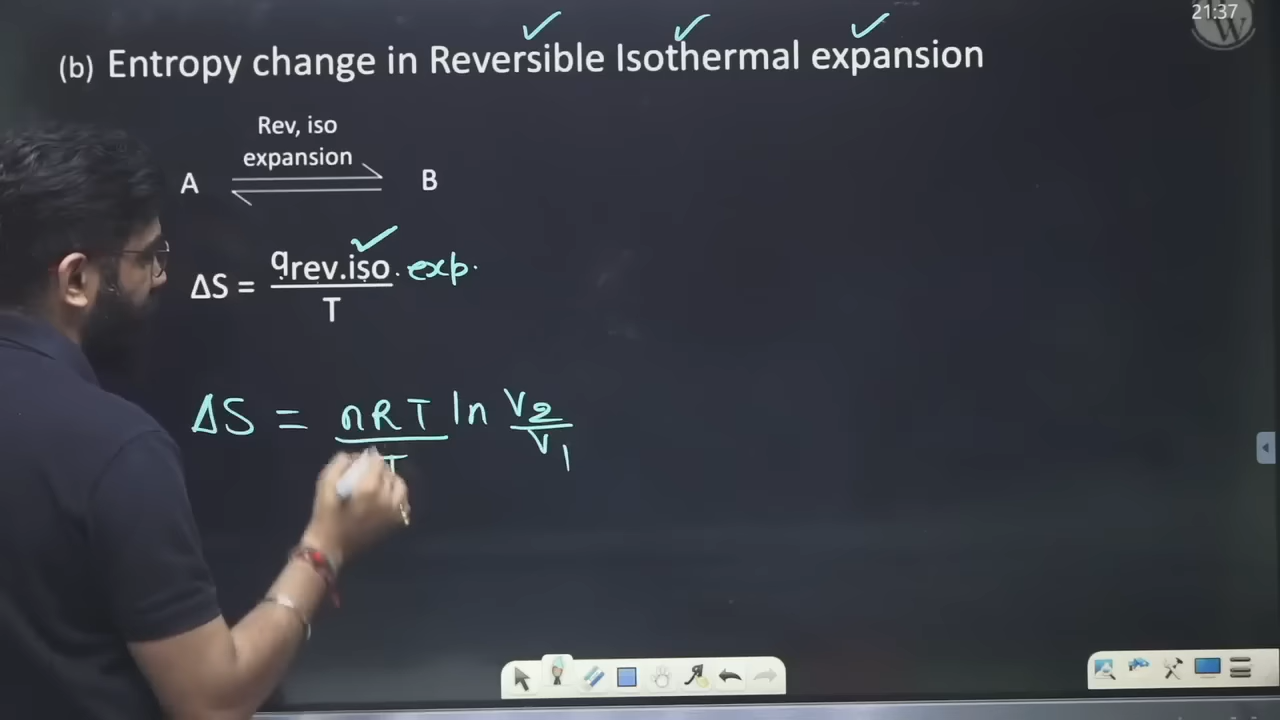 21:37
(b) Entropy change in Reversible Isothermal expansion
Rev, iso
expansion
A B
ΔS = qrev.iso. exp.
T
ΔS = nRT ln V2
T V1